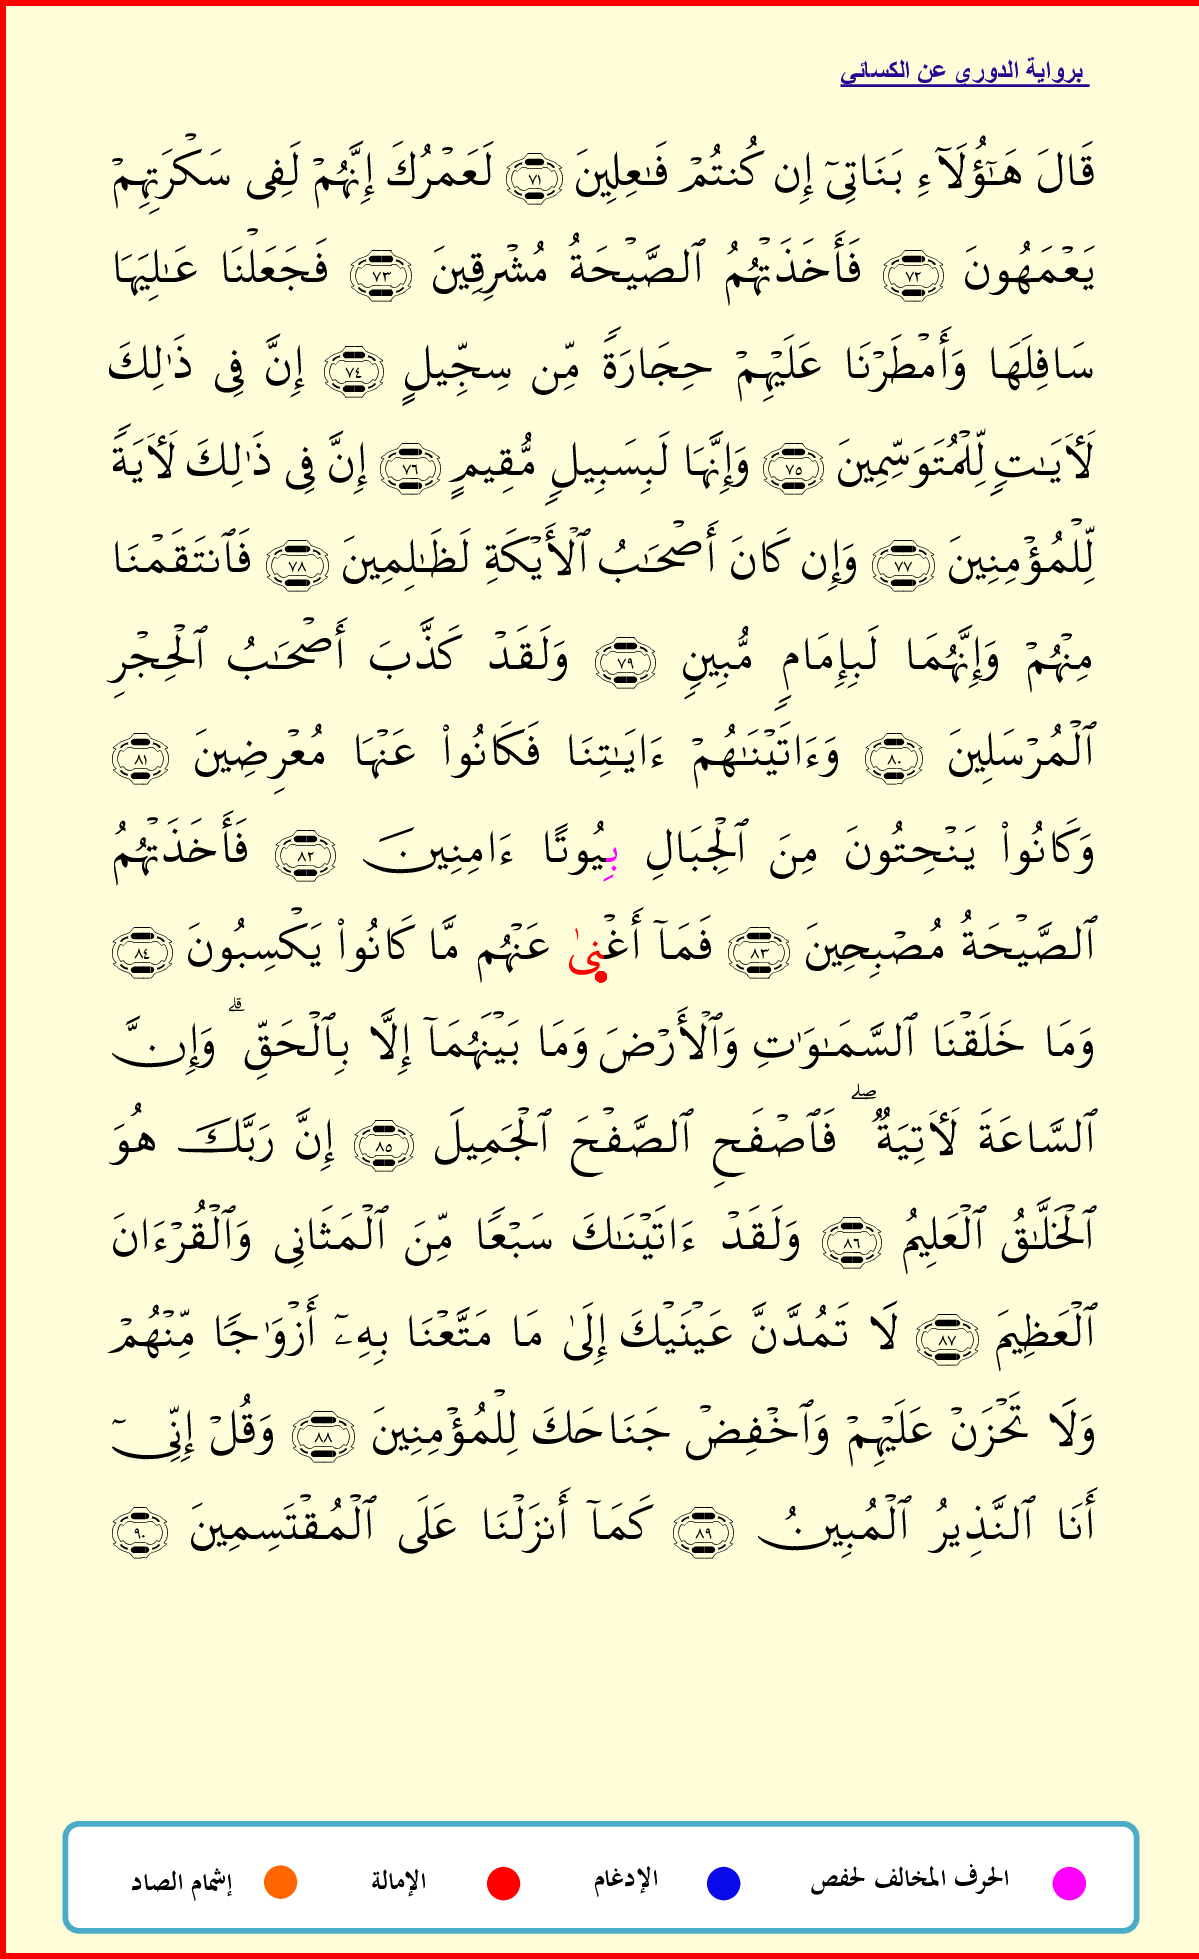 برواية الدوري عن الكسائي
قَالَ هَـٰٓؤُلَآءِ بَنَاتِىٓ إِن كُنتُمۡ فَـٰعِلِينَ ٧١ لَعَمۡرُكَ إِنَّهُمۡ لَفِى سَكۡرَتِهِمۡ
يَعۡمَهُونَ ٧٢ فَأَخَذَتۡهُمُ ٱلصَّيۡحَةُ مُشۡرِقِينَ ٧٣ فَجَعَلۡنَا عَـٰلِيَهَا
سَافِلَهَا وَأَمۡطَرۡنَا عَلَيۡهِمۡ حِجَارَةً مِّن سِجِّيلٍ ٧٤ إِنَّ فِى ذَٰلِكَ
لَأَيَـٰتٍ لِّلۡمُتَوَسِّمِينَ ٧٥ وَإِنَّهَا لَبِسَبِيلٍ مُّقِيمٍ ٧٦ إِنَّ فِى ذَٰلِكَ لَأَيَةً
لِّلۡمُؤۡمِنِينَ ٧٧ وَإِن كَانَ أَصۡحَـٰبُ ٱلۡأَيۡكَةِ لَظَـٰلِمِينَ ٧٨ فَٱنتَقَمۡنَا
مِنۡهُمۡ وَإِنَّهُمَا لَبِإِمَامٍ مُّبِينٍ ٧٩ وَلَقَدۡ كَذَّبَ أَصۡحَـٰبُ ٱلۡحِجۡرِ
ٱلۡمُرۡسَلِينَ ٨٠ وَءَاتَيۡنَـٰهُمۡ ءَايَـٰتِنَا فَكَانُوا۟ عَنۡهَا مُعۡرِضِينَ ٨١
وَكَانُوا۟ يَنۡحِتُونَ مِنَ ٱلۡجِبَالِ بِيُوتًا ءَامِنِينَ ٨٢ فَأَخَذَتۡهُمُ
ٱلصَّيۡحَةُ مُصۡبِحِينَ ٨٣ فَمَآ أَغۡنِىٰ عَنۡهُم مَّا كَانُوا۟ يَكۡسِبُونَ ٨٤
وَمَا خَلَقۡنَا ٱلسَّمَـٰوَٰتِ وَٱلۡأَرۡضَ وَمَا بَيۡنَهُمَآ إِلَّا بِٱلۡحَقِّ ۗ وَإِنَّ
ٱلسَّاعَةَ لَأَتِيَةٌ ۖ فَٱصۡفَحِ ٱلصَّفۡحَ ٱلۡجَمِيلَ ٨٥ إِنَّ رَبَّكَ هُوَ
ٱلۡخَلَّـٰقُ ٱلۡعَلِيمُ ٨٦ وَلَقَدۡ ءَاتَيۡنَـٰكَ سَبۡعًا مِّنَ ٱلۡمَثَانِى وَٱلۡقُرۡءَانَ
ٱلۡعَظِيمَ ٨٧ لَا تَمُدَّنَّ عَيۡنَيۡكَ إِلَىٰ مَا مَتَّعۡنَا بِهِۦٓ أَزۡوَٰجًا مِّنۡهُمۡ
وَلَا تَحۡزَنۡ عَلَيۡهِمۡ وَٱخۡفِضۡ جَنَاحَكَ لِلۡمُؤۡمِنِينَ ٨٨ وَقُلۡ إِنِّىٓ
أَنَا ٱلنَّذِيرُ ٱلۡمُبِينُ ٨٩ كَمَآ أَنزَلۡنَا عَلَى ٱلۡمُقۡتَسِمِينَ ٩٠
الحرف المخالف لحفص الإدغام الإمالة إشمام الصاد